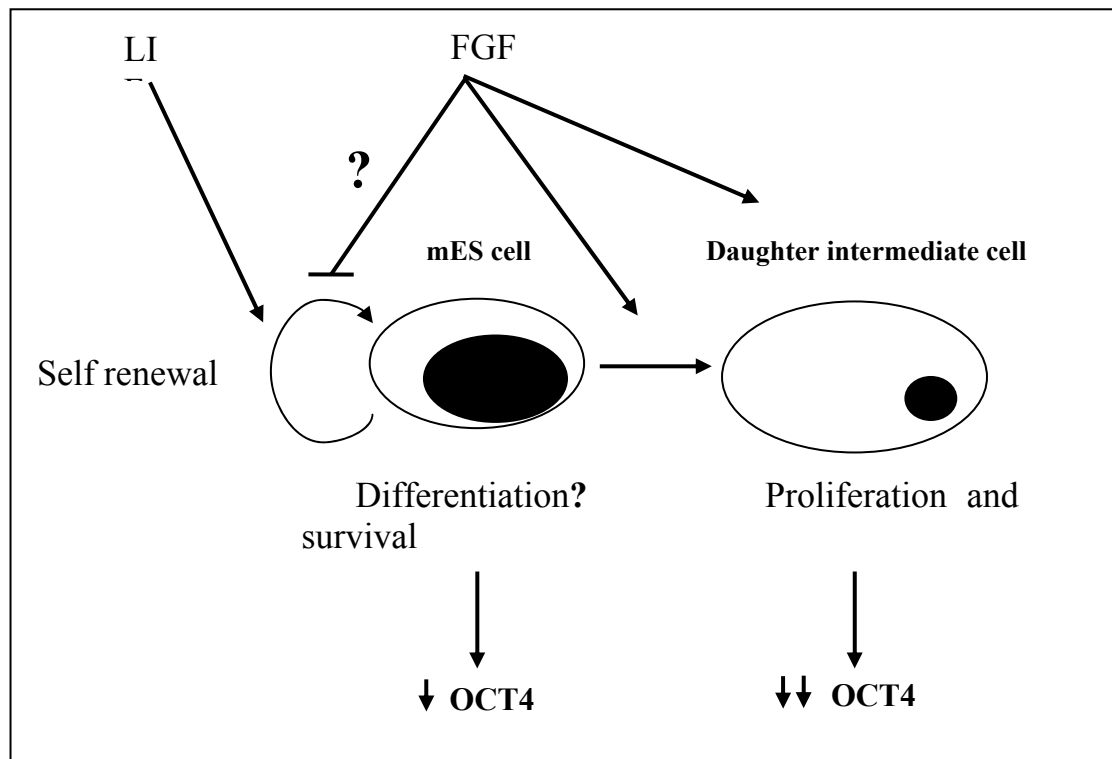 LI
FGF
?
mES cell
Daughter intermediate cell
Self renewal
Differentiation? Proliferation and
survival
↓ OCT4
↓↓ OCT4